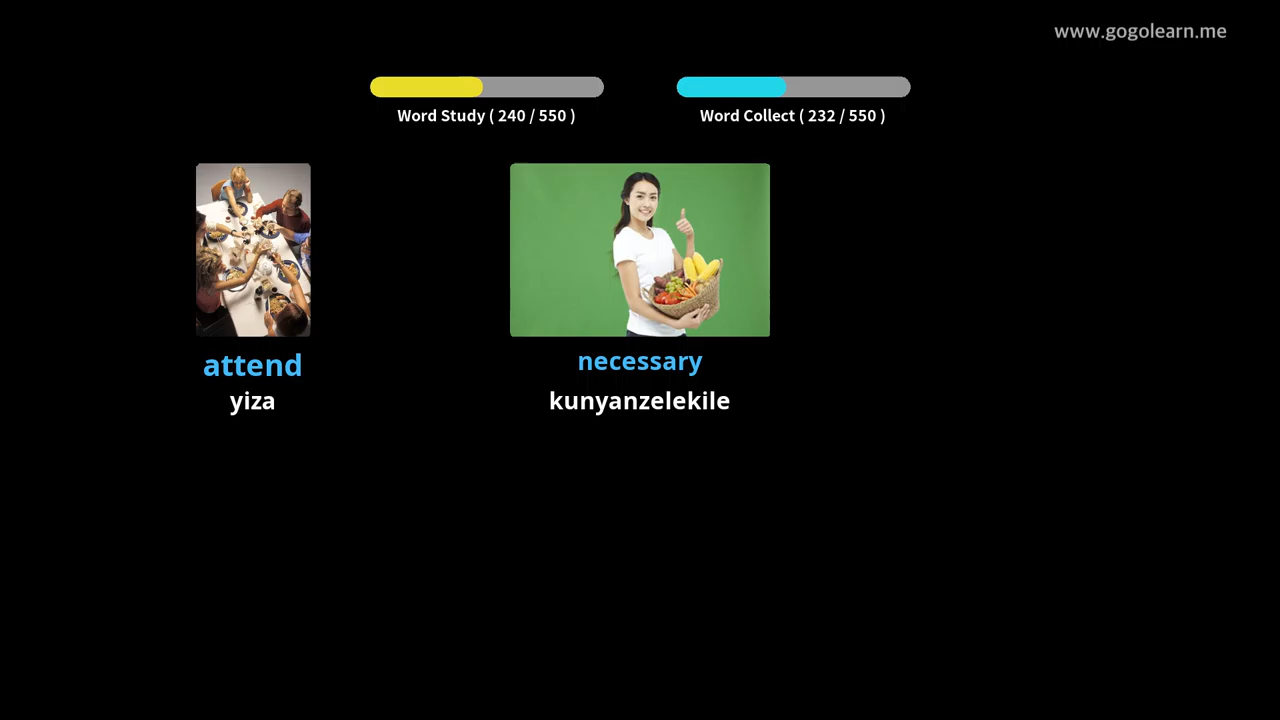 www.gogolearn.me
Word Study ( 240 / 550 )
Word Collect ( 232 / 550 )
attend
yiza
necessary
kunyanzelekile